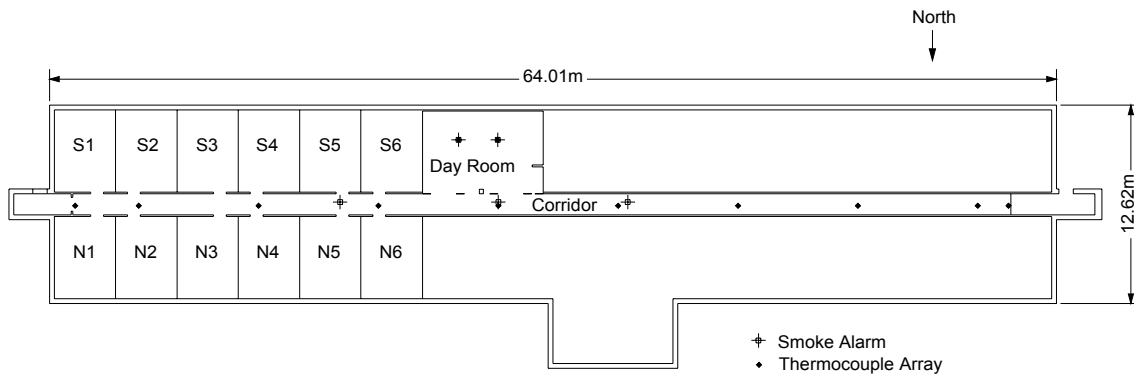 North
64.01m
S1 S2 S3 S4 S5 S6
Day Room
Corridor
12.62m
N1 N2 N3 N4 N5 N6
Smoke Alarm
Thermocouple Array